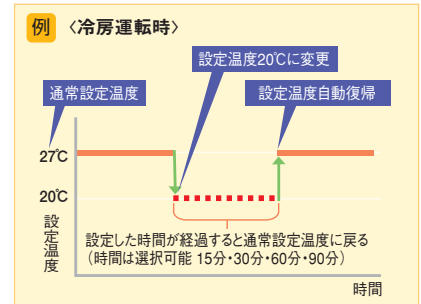 例 〈冷房運転時〉
設定温度20℃に変更
通常設定温度
設定温度自動復帰
27℃
20℃
設定温度
設定した時間が経過すると通常設定温度に戻る
(時間は選択可能 15分・30分・60分・90分)
時間